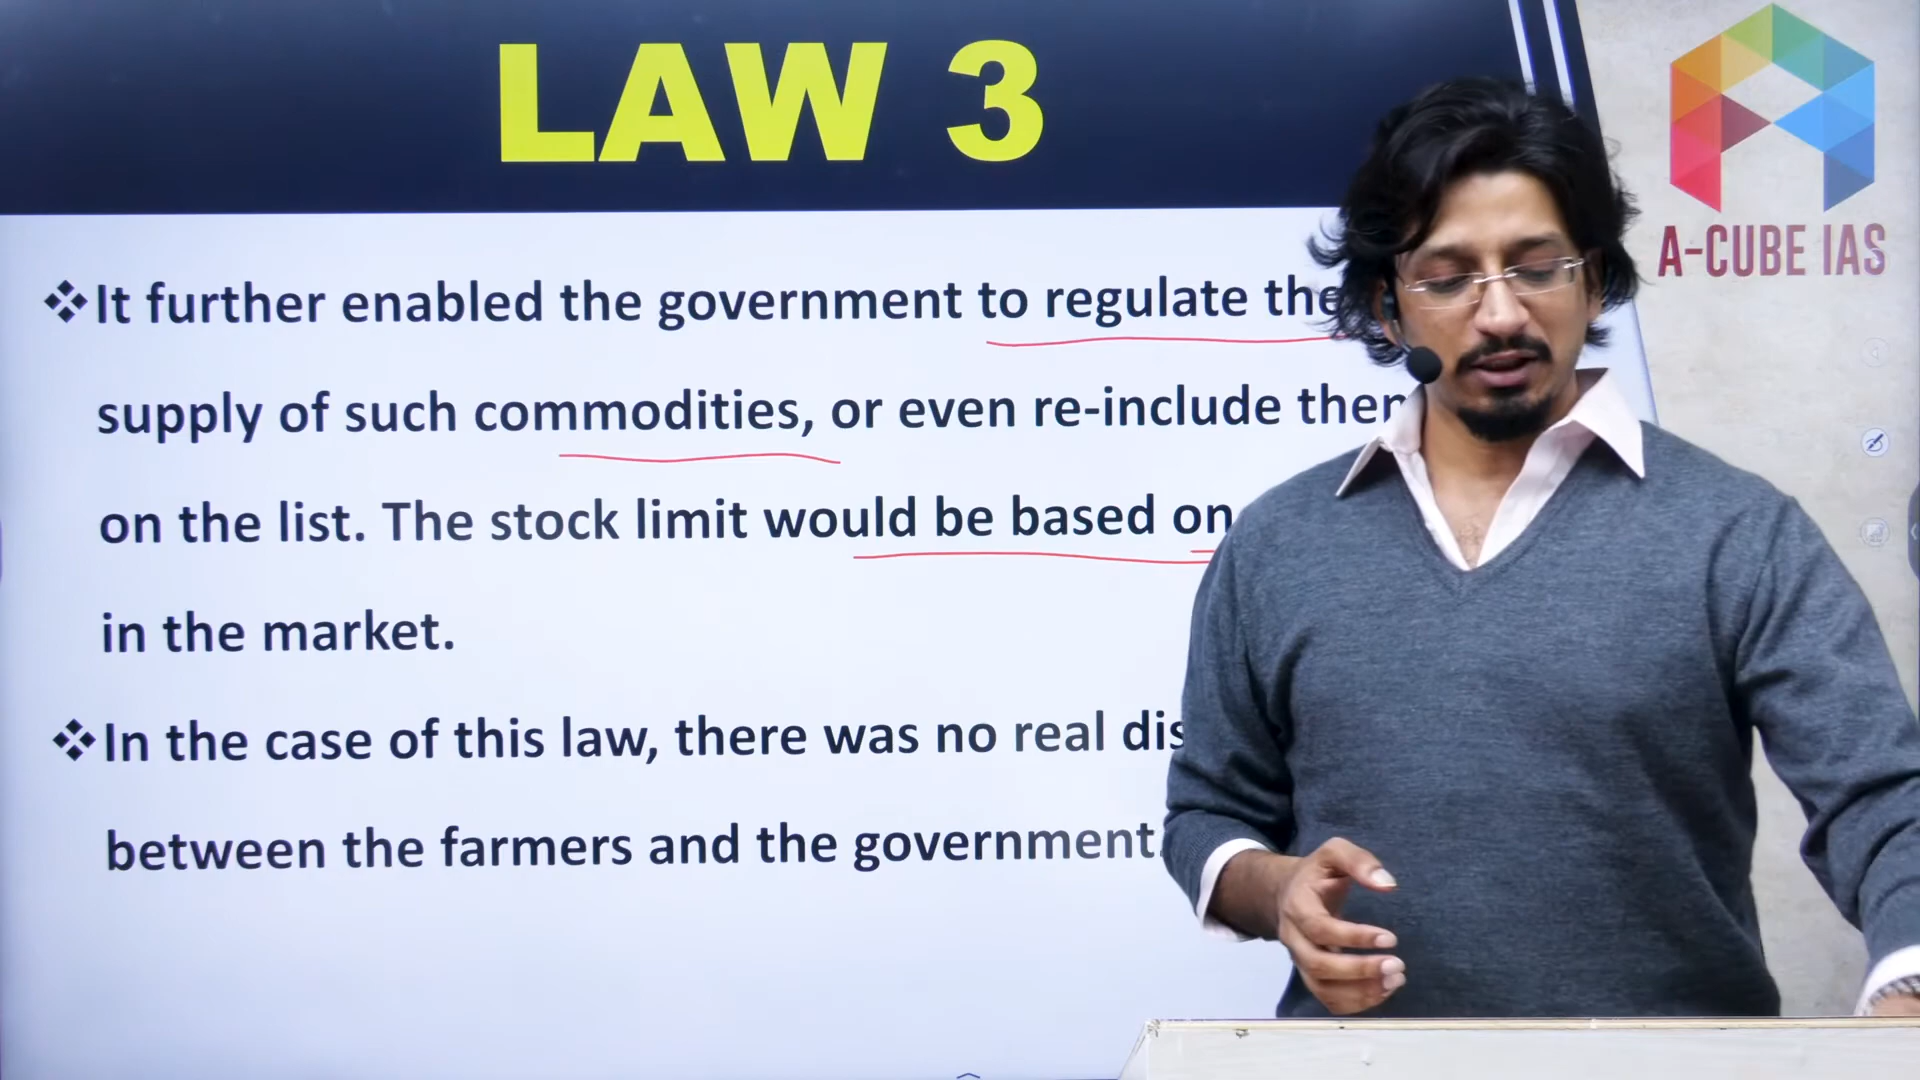 LAW 3
A-CUBE IAS
❖It further enabled the government to regulate the
supply of such commodities, or even re-include
on the list. The stock limit would be based on
in the market.
❖In the case of this law, there was no real
between the farmers and the government.